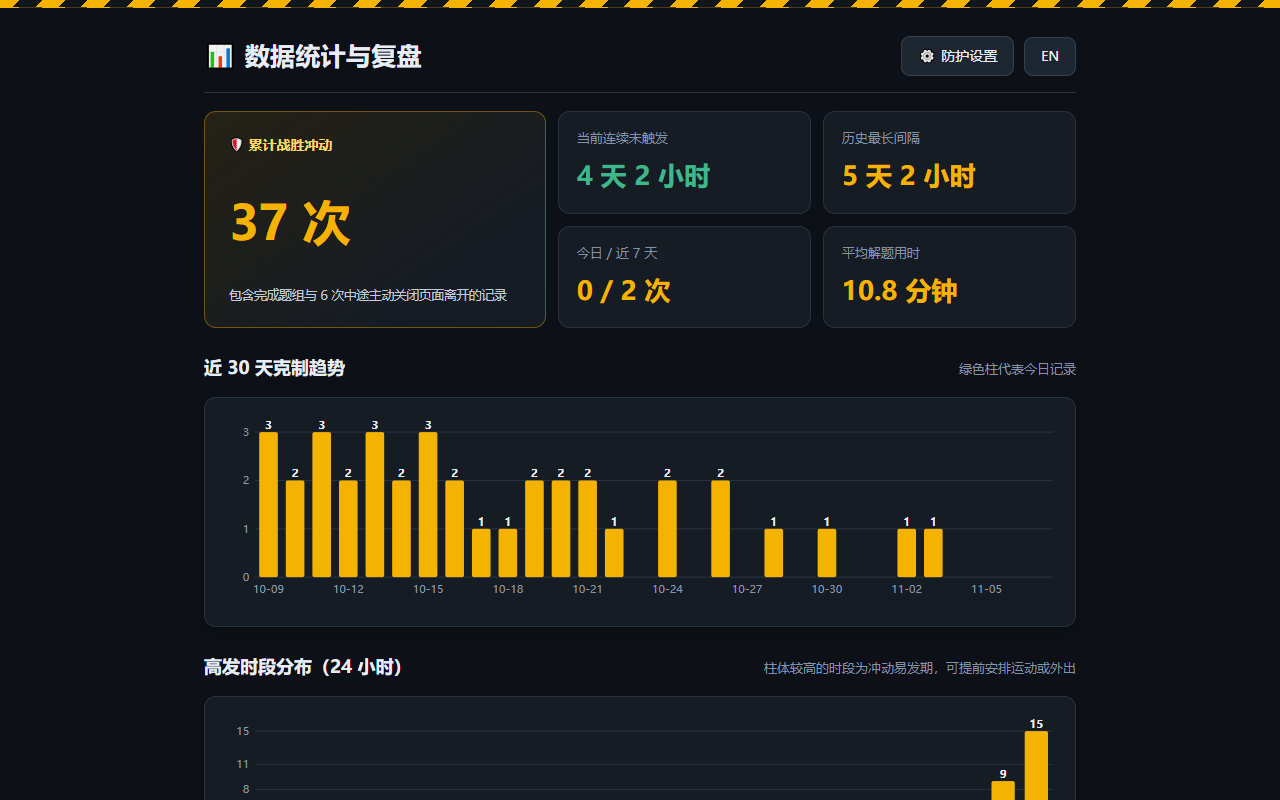 📊 数据统计与复盘
⚙ 防护设置
EN
🛡 累计战胜冲动
37 次
包含完成题组与 6 次中途主动关闭页面离开的记录
当前连续未触发
4 天 2 小时
历史最长间隔
5 天 2 小时
今日 / 近 7 天
0 / 2 次
平均解题用时
10.8 分钟
近 30 天克制趋势
绿色柱代表今日记录
3
2
1
0
3 2 3 2 3 2 3 2 1 1 2 2 2 1 2 2 1 1 1 1
10-09 10-12 10-15 10-18 10-21 10-24 10-27 10-30 11-02 11-05
高发时段分布（24 小时）
柱体较高的时段为冲动易发期，可提前安排运动或外出
15
11
8
9 15